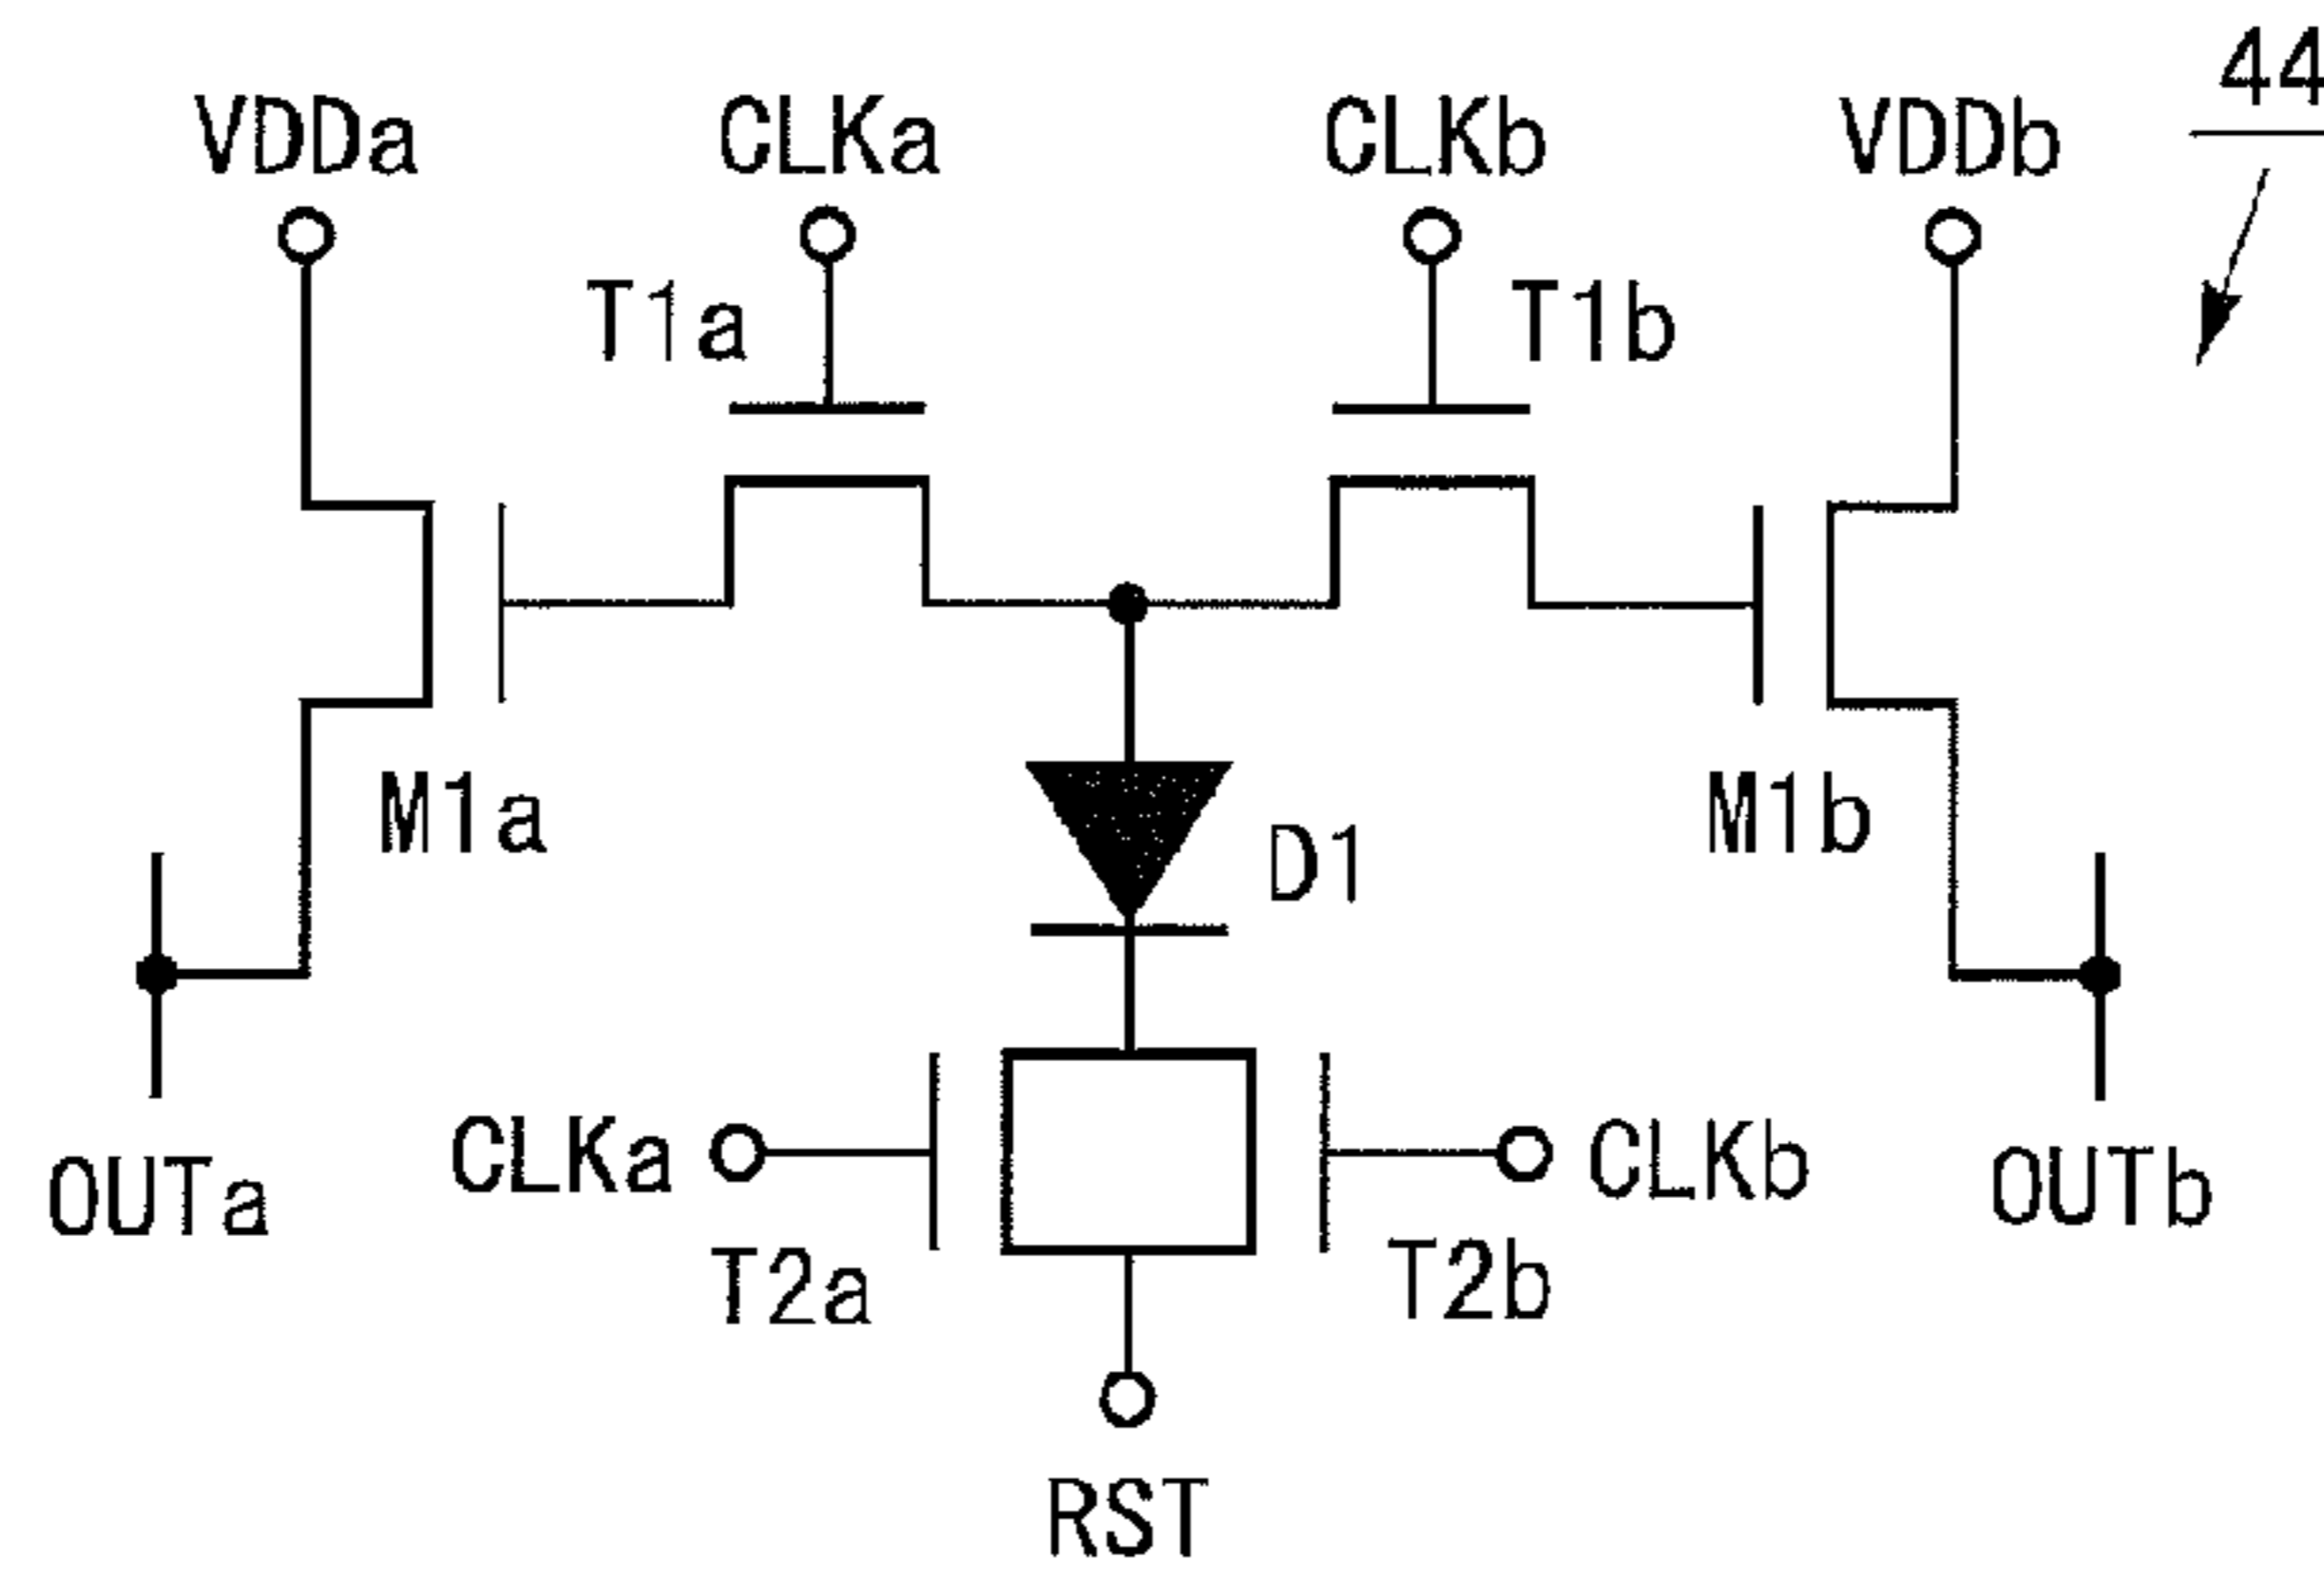 44
VDDa CLKa CLKb VDDb
T1a T1b
M1a D1 M1b
CLKa CLKb
OUTa OUTb
T2a T2b
RST